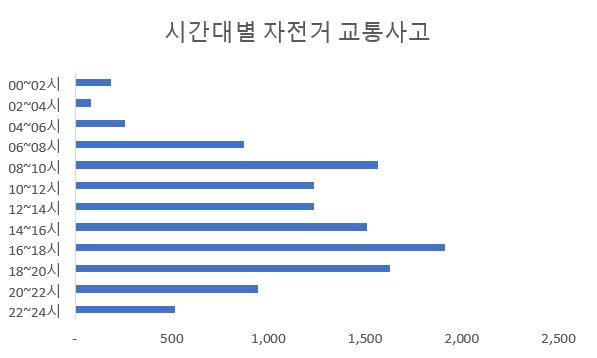 시간대별 자전거 교통사고
00~02시
02~04시
04~06시
06~08시
08~10시
10~12시
12~14시
14~16시
16~18시
18~20시
20~22시
22~24시
- 500 1,000 1,500 2,000 2,500